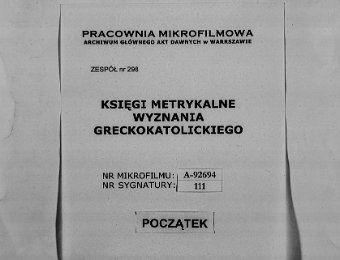 PRACOWNIA MIKROFILMOWA
ARCHIWUM GŁÓWNEGO AKT DAWNYCH w WARSZAWIE
ZESPÓŁ nr 298
KSIĘGI METRYKALNE
WYZNANIA
GRECKOKATOLICKIEGO
NR MIKROFILMU: A-92694
NR SYGNATURY: 111
POCZĄTEK